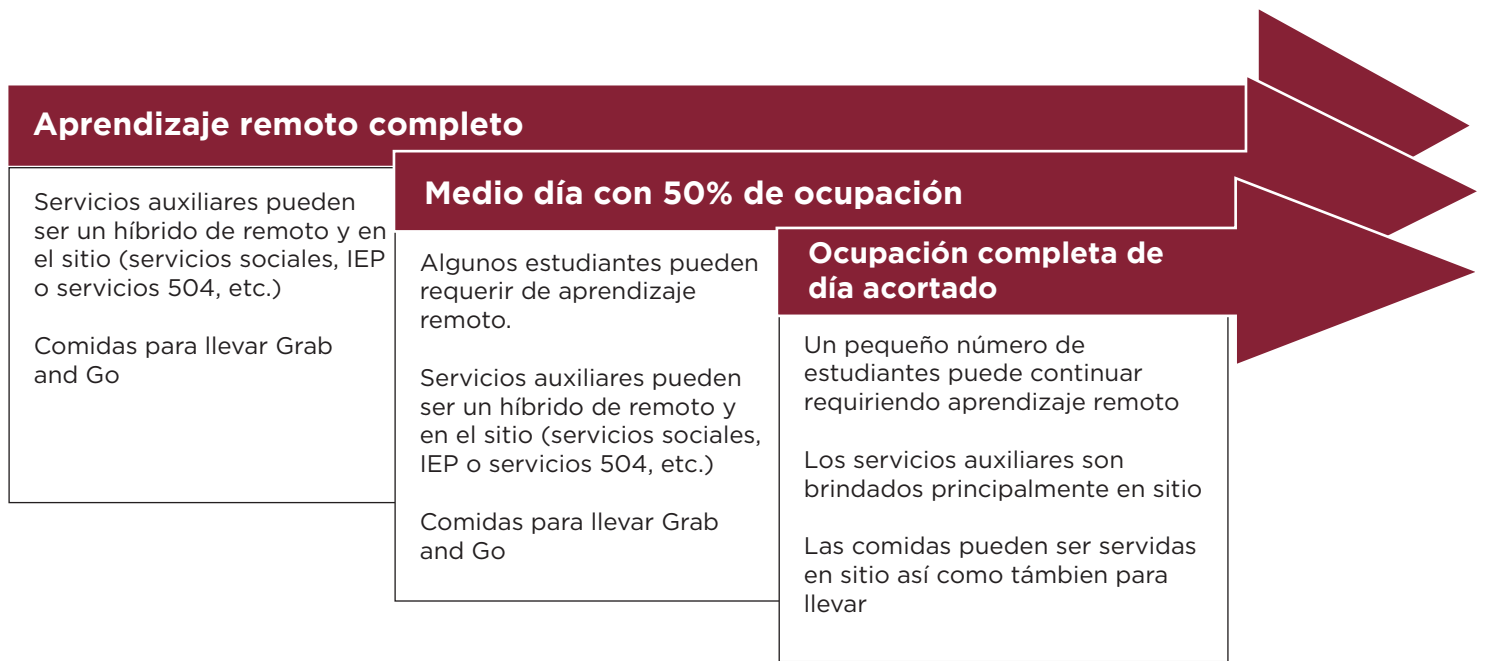 Aprendizaje remoto completo
Servicios auxiliares pueden
ser un híbrido de remoto y en
el sitio (servicios sociales, IEP
o servicios 504, etc.)
Comidas para llevar Grab
and Go
Medio día con 50% de ocupación
Algunos estudiantes pueden
requerir de aprendizaje
remoto.
Servicios auxiliares pueden
ser un híbrido de remoto y
en el sitio (servicios sociales,
IEP o servicios 504, etc.)
Comidas para llevar Grab
and Go
Ocupación completa de
día acortado
Un pequeño número de
estudiantes puede continuar
requiriendo aprendizaje remoto
Los servicios auxiliares son
brindados principalmente en sitio
Las comidas pueden ser servidas
en sitio así como támbien para
llevar